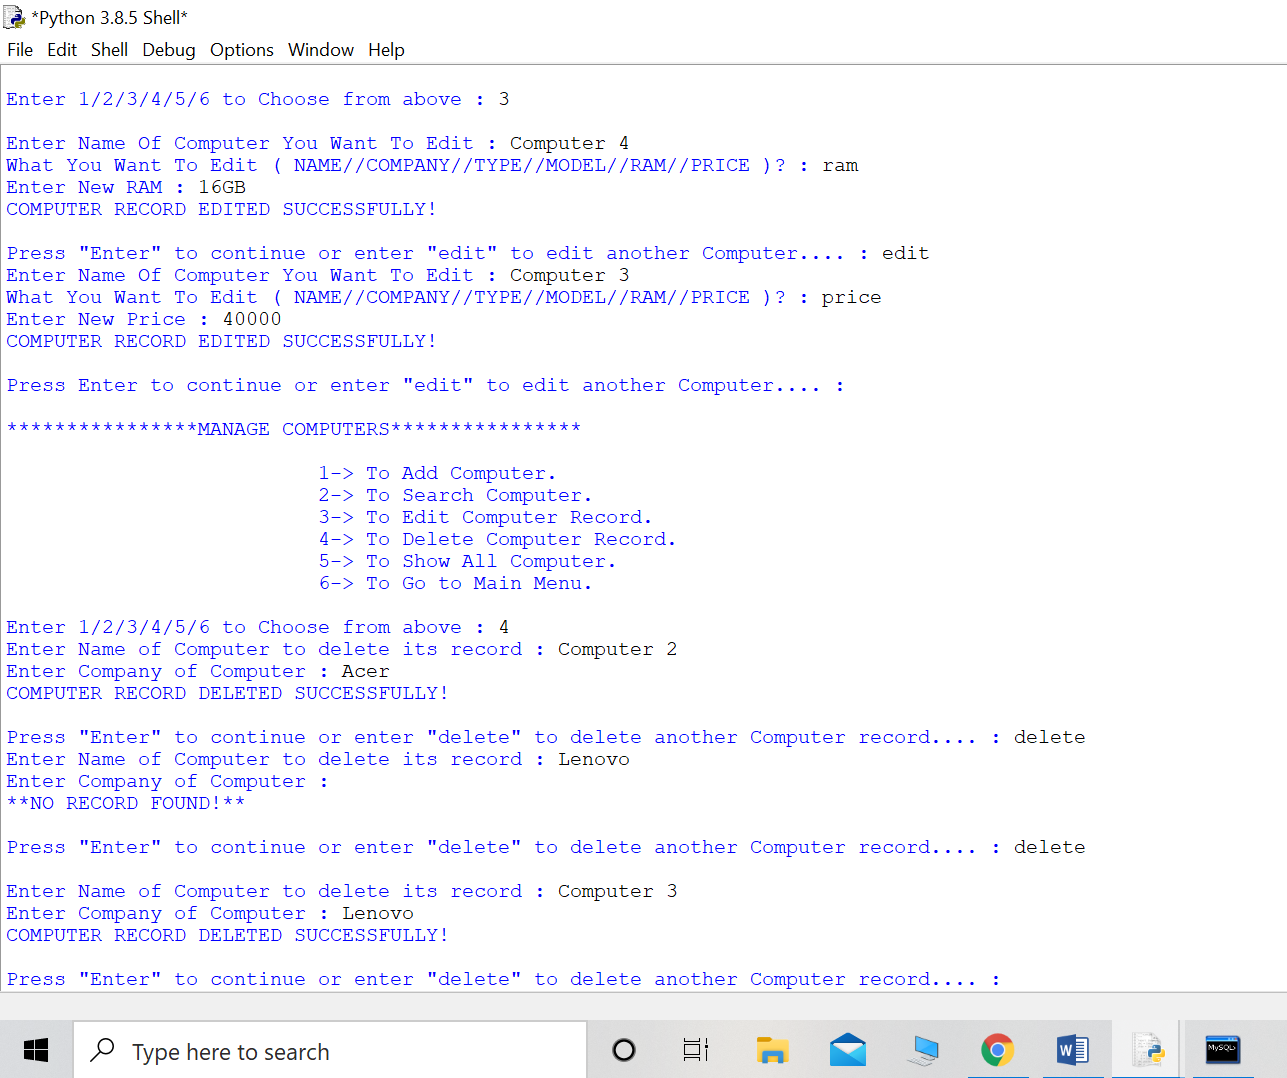 *Python 3.8.5 Shell*
File Edit Shell Debug Options Window Help
Enter 1/2/3/4/5/6 to Choose from above : 3
Enter Name Of Computer You Want To Edit : Computer 4
What You Want To Edit ( NAME//COMPANY//TYPE//MODEL//RAM//PRICE )? : ram
Enter New RAM : 16GB
COMPUTER RECORD EDITED SUCCESSFULLY!
Press "Enter" to continue or enter "edit" to edit another Computer.... : edit
Enter Name Of Computer You Want To Edit : Computer 3
What You Want To Edit ( NAME//COMPANY//TYPE//MODEL//RAM//PRICE )? : price
Enter New Price : 40000
COMPUTER RECORD EDITED SUCCESSFULLY!
Press Enter to continue or enter "edit" to edit another Computer.... :
****************MANAGE COMPUTERS****************
1-> To Add Computer.
2-> To Search Computer.
3-> To Edit Computer Record.
4-> To Delete Computer Record.
5-> To Show All Computer.
6-> To Go to Main Menu.
Enter 1/2/3/4/5/6 to Choose from above : 4
Enter Name of Computer to delete its record : Computer 2
Enter Company of Computer : Acer
COMPUTER RECORD DELETED SUCCESSFULLY!
Press "Enter" to continue or enter "delete" to delete another Computer record.... : delete
Enter Name of Computer to delete its record : Lenovo
Enter Company of Computer :
**NO RECORD FOUND!**
Press "Enter" to continue or enter "delete" to delete another Computer record.... : delete
Enter Name of Computer to delete its record : Computer 3
Enter Company of Computer : Lenovo
COMPUTER RECORD DELETED SUCCESSFULLY!
Press "Enter" to continue or enter "delete" to delete another Computer record.... :
Type here to search
W
MySQL>